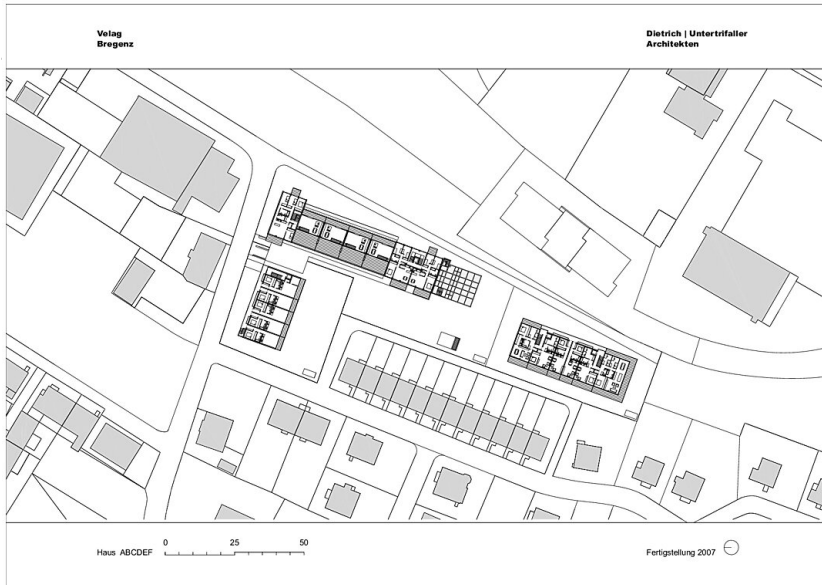 Velag
Bregenz
Dietrich | Untertrifaller
Architekten
Haus ABCDEF
0 25 50
Fertigstellung 2007